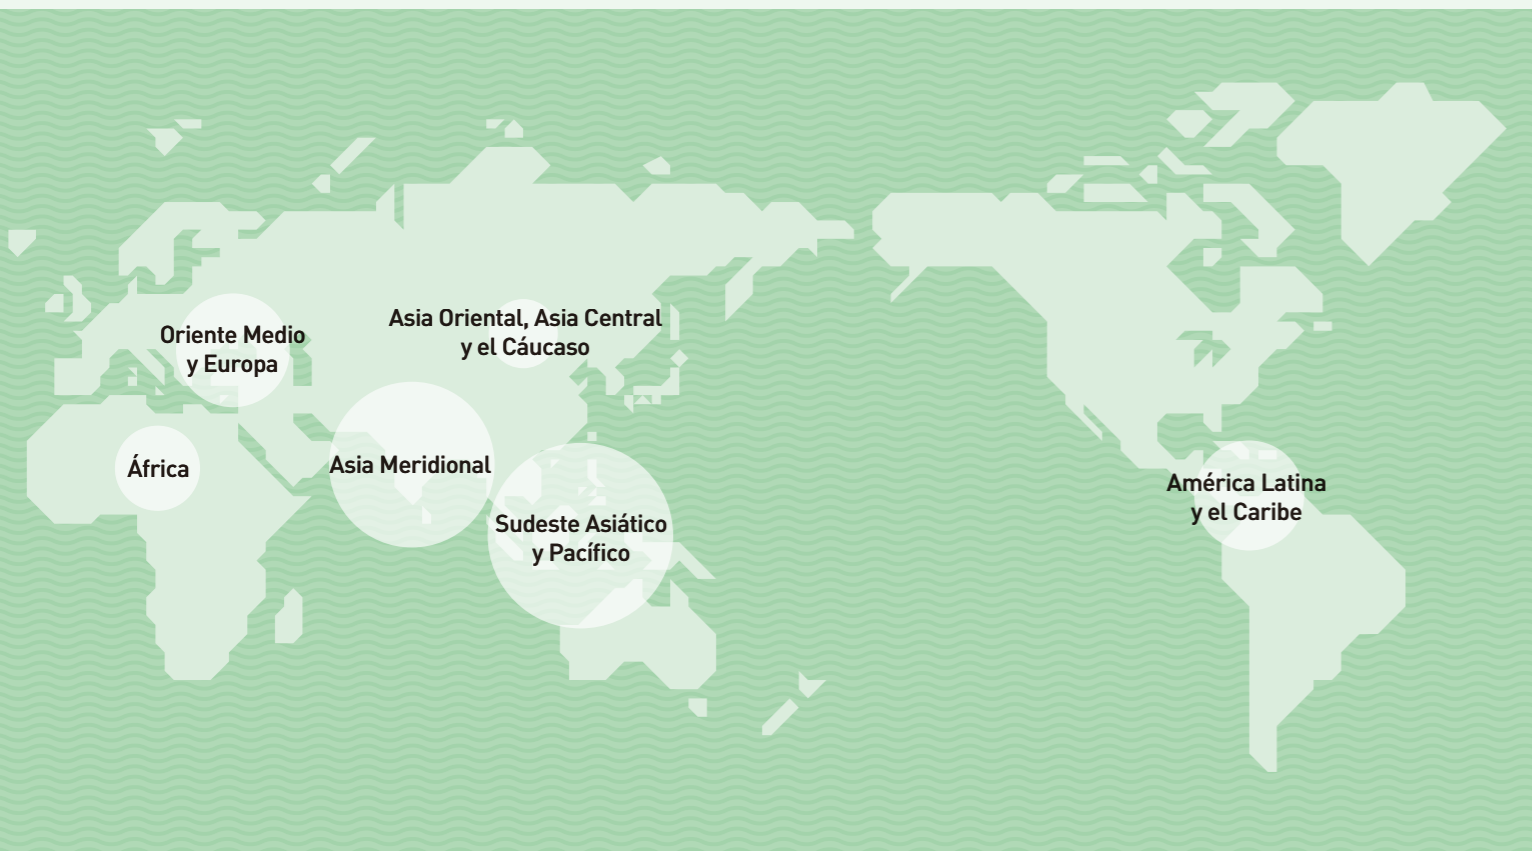 Oriente Medio
y Europa
Asia Oriental, Asia Central
y el Cáucaso
África
Asia Meridional
Sudeste Asiático
y Pacífico
América Latina
y el Caribe